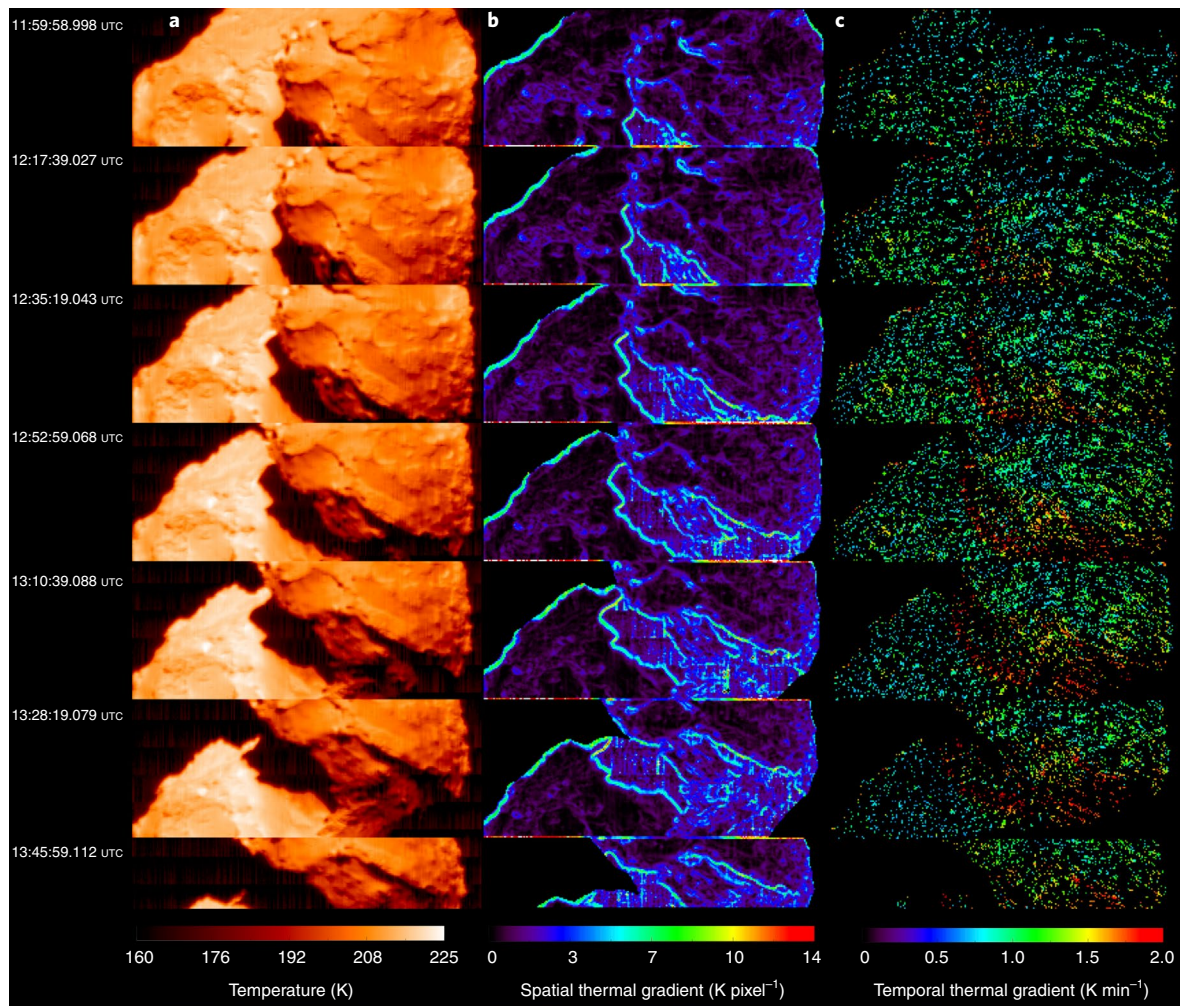 a b c
11:59:58.998 UTC
12:17:39.027 UTC
12:35:19.043 UTC
12:52:59.068 UTC
13:10:39.088 UTC
13:28:19.079 UTC
13:45:59.112 UTC
160 176 192 208 225 0 3 7 10 14 0 0.5 1.0 1.5 2.0
Temperature (K) Spatial thermal gradient (K pixel⁻¹) Temporal thermal gradient (K min⁻¹)